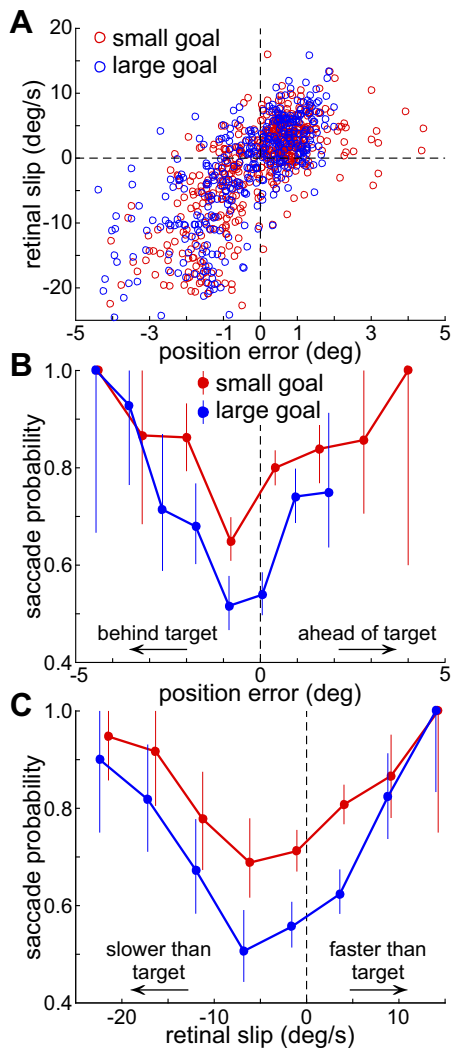 A
small goal
large goal
retinal slip (deg/s)
20
10
0
-10
-20
-5
-3
-1
0
1
3
5
position error (deg)
B
small goal
large goal
saccade probability
1.0
0.8
0.6
0.4
behind target
ahead of target
-5
0
5
position error (deg)
C
saccade probability
1.0
0.8
0.6
0.4
slower than
target
faster than
target
-20
-10
0
10
retinal slip (deg/s)